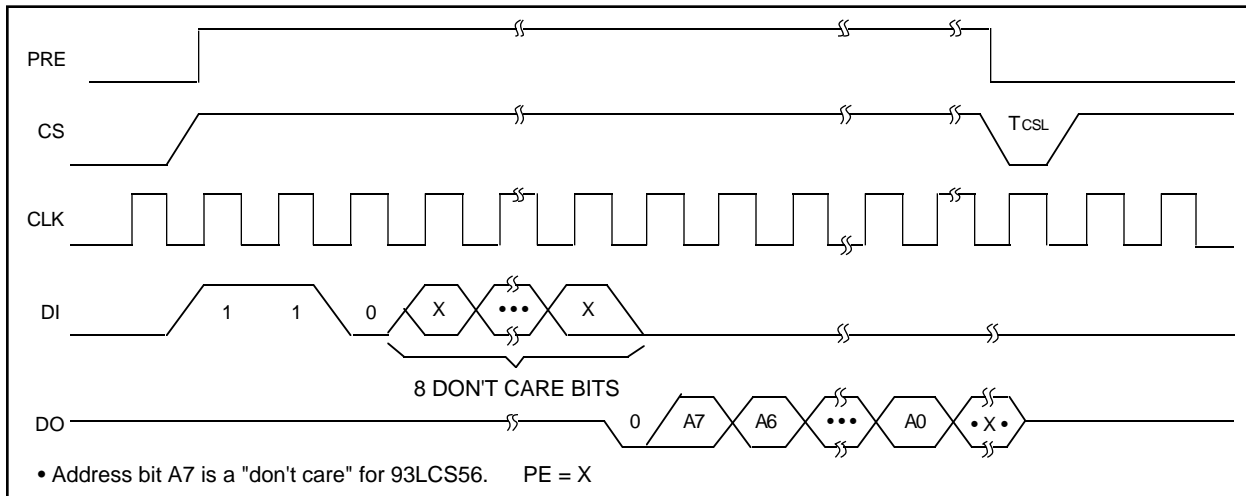 PRE
CS
TCSL
CLK
DI
1 1 0 X ••• X
8 DON'T CARE BITS
DO
0 A7 A6 ••• A0 • X •
• Address bit A7 is a "don't care" for 93LCS56. PE = X